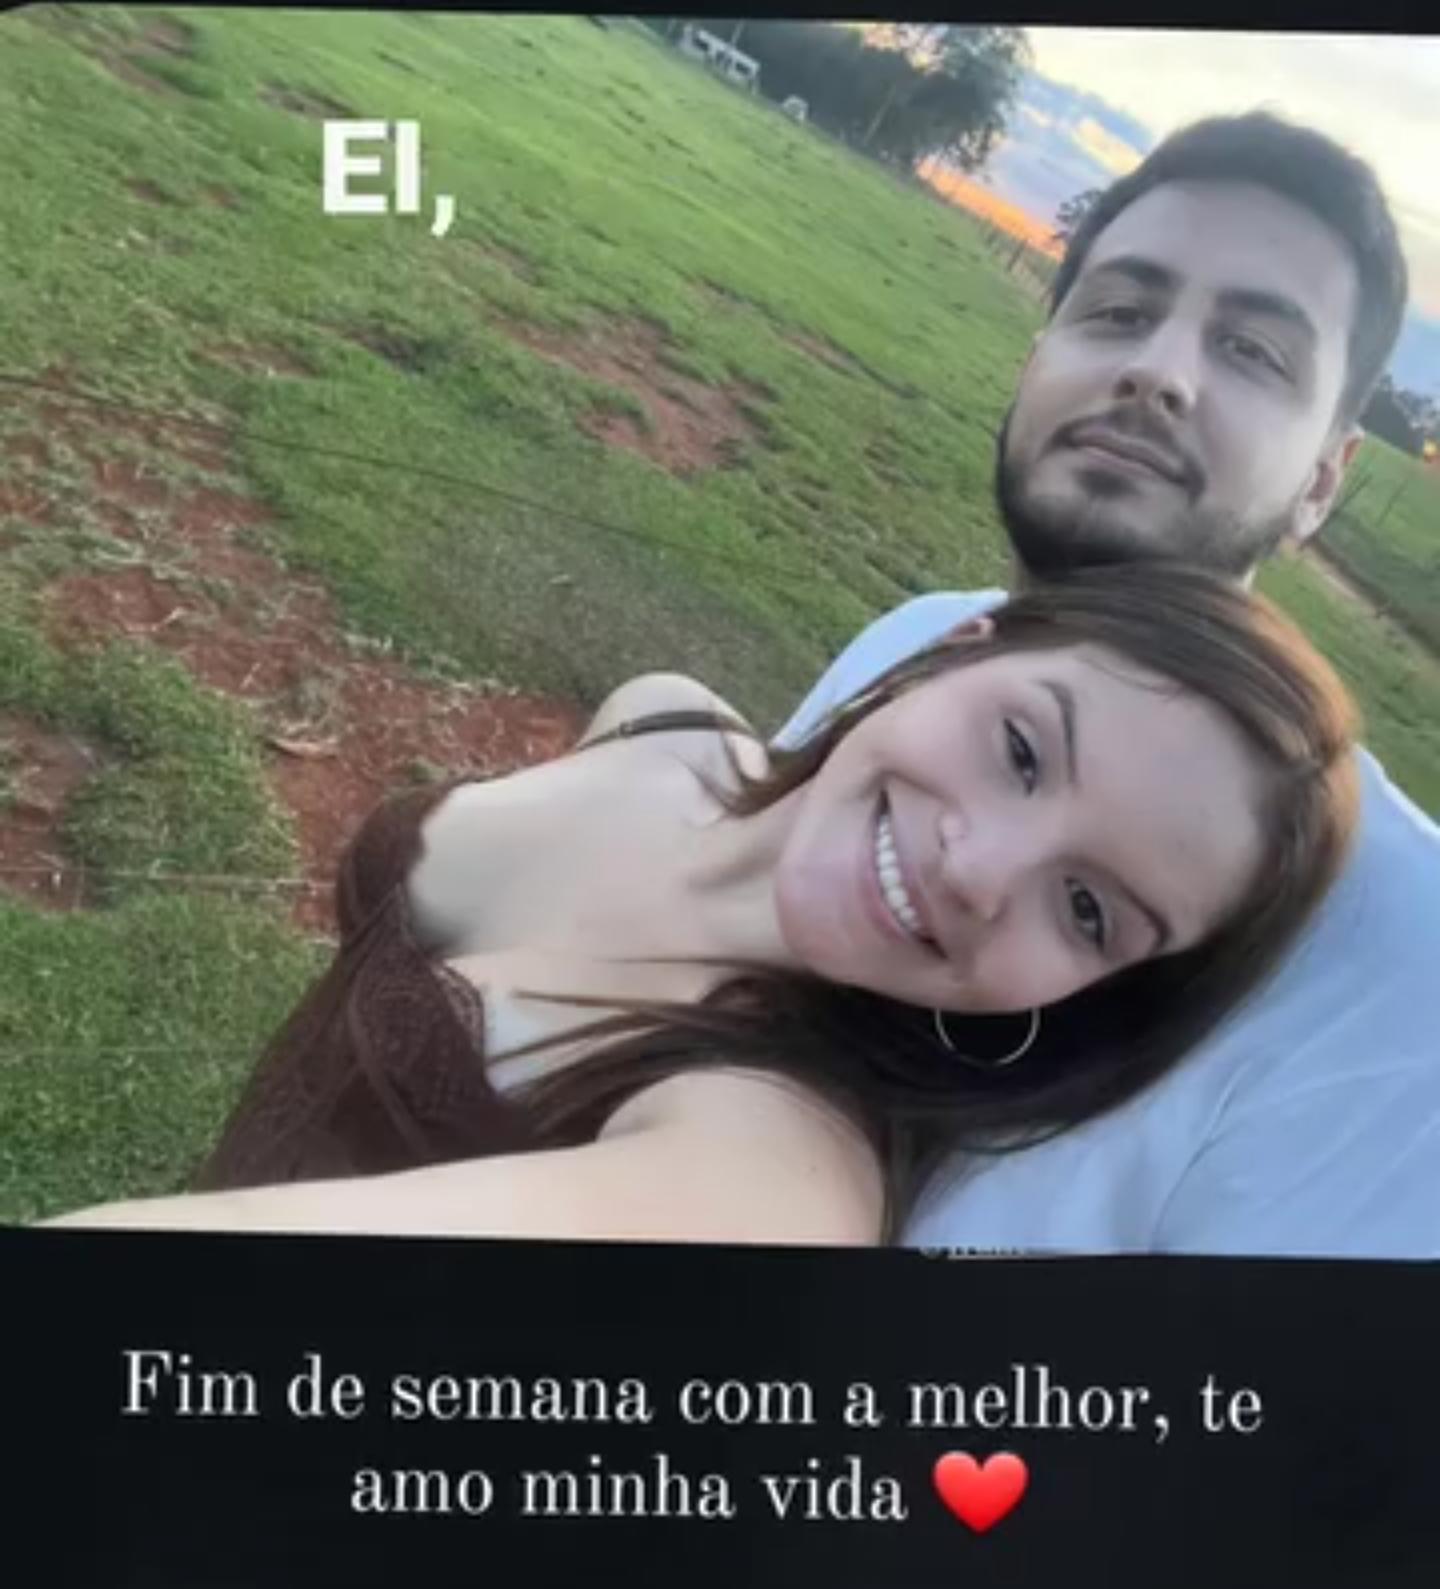 EI,
Fim de semana com a melhor, te
amo minha vida ❤️